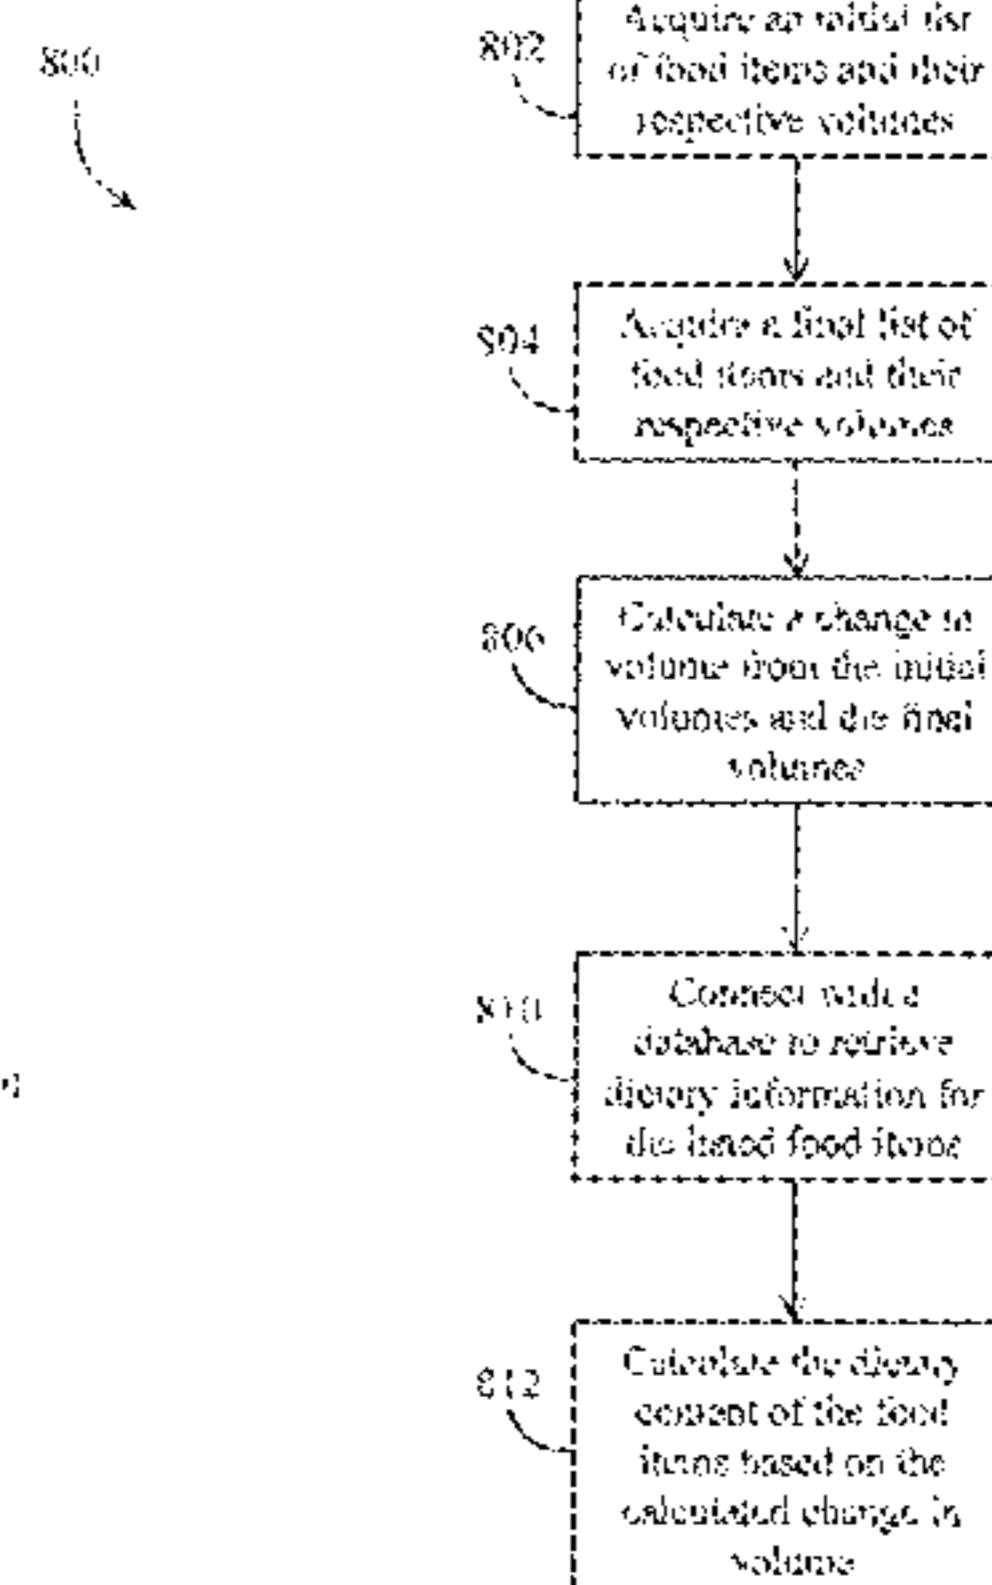 800
802
Acquire an initial list
of food items and their
respective volumes
804
Acquire a final list of
food items and their
respective volumes
806
Calculate a change in
volume from the initial
volumes and the final
volumes
810
Connect with a
database to retrieve
dietary information for
the listed food items
812
Calculate the dietary
content of the food
items based on the
calculated change in
volume